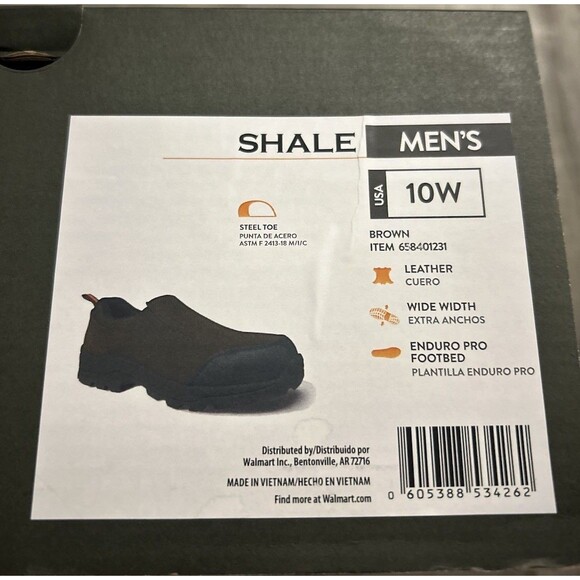 SHALE
MEN'S
USA
10W
STEEL TOE
PUNTA DE ACERO
ASTM F 2413-18 M/I/C
BROWN
ITEM 658401231
LEATHER
CUERO
WIDE WIDTH
EXTRA ANCHOS
ENDURO PRO
FOOTBED
PLANTILLA ENDURO PRO
Distributed by/Distribuido por
Walmart Inc., Bentonville, AR 72716
MADE IN VIETNAM/HECHO EN VIETNAM
Find more at Walmart.com
0 605388 534262